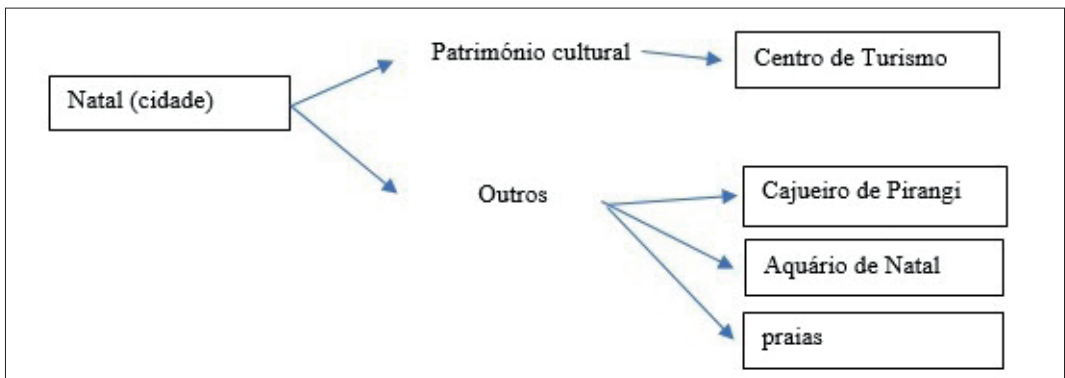 Património cultural
Centro de Turismo
Natal (cidade)
Outros
Cajueiro de Pirangi
Aquário de Natal
praias